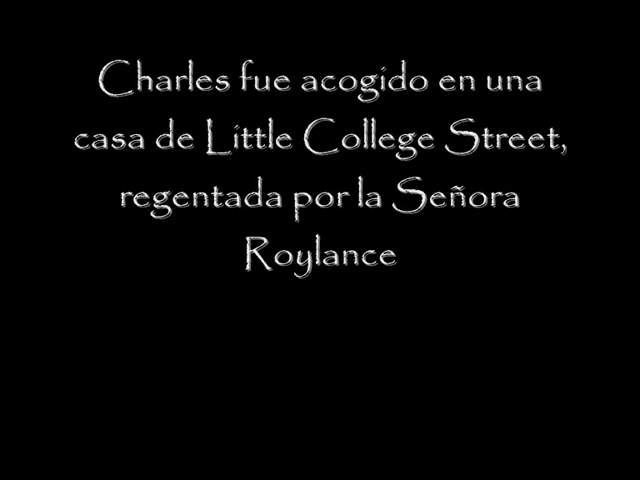 Charles fue acogido en una
casa de Little College Street,
regentada por la Señora
Roylance